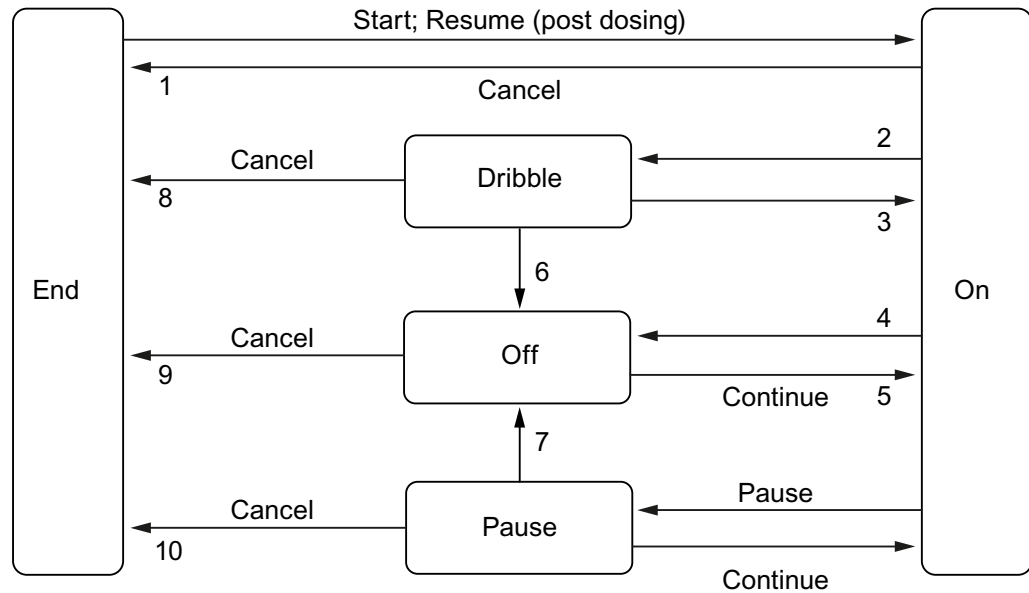 Start; Resume (post dosing)
1
Cancel
2
Cancel
Dribble
8
3
6
End
On
4
Cancel
Off
9
Continue
5
7
Pause
Cancel
Pause
10
Continue